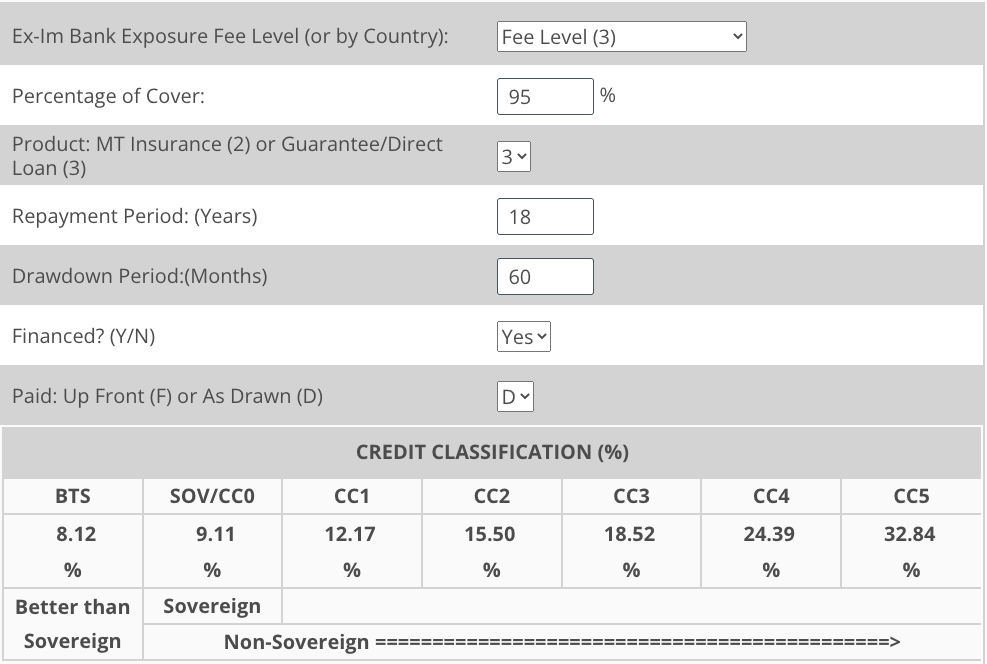 Ex-Im Bank Exposure Fee Level (or by Country): Fee Level (3)
Percentage of Cover: 95 %
Product: MT Insurance (2) or Guarantee/Direct
Loan (3) 3
Repayment Period: (Years) 18
Drawdown Period:(Months) 60
Financed? (Y/N) Yes
Paid: Up Front (F) or As Drawn (D) D
CREDIT CLASSIFICATION (%)
BTS SOV/CC0 CC1 CC2 CC3 CC4 CC5
8.12 9.11 12.17 15.50 18.52 24.39 32.84
% % % % % % %
Better than Sovereign
Sovereign Non-Sovereign =============================================>